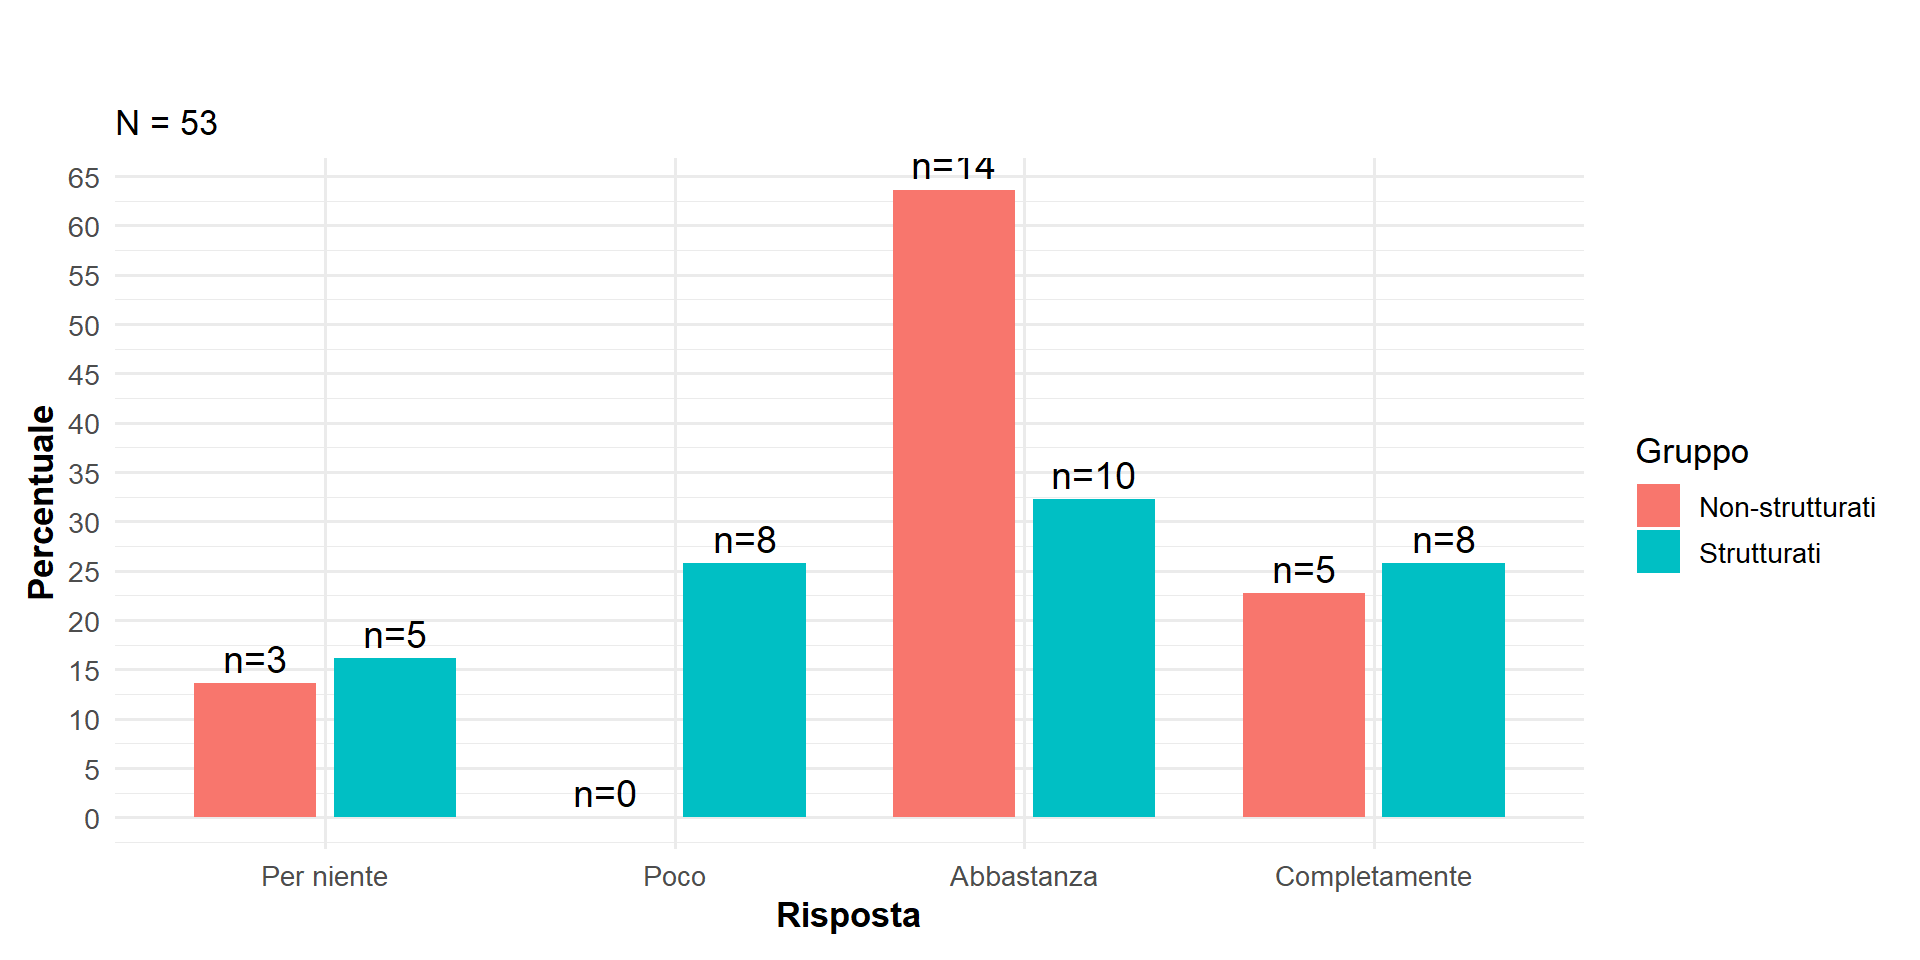 N = 53
n=14
n=10
n=8
n=8
n=5
n=5
n=3
n=0
65
60
55
50
45
40
35
30
25
20
15
10
5
0
Percentuale
Per niente
Poco
Abbastanza
Completamente
Risposta
Gruppo
Non-strutturati
Strutturati